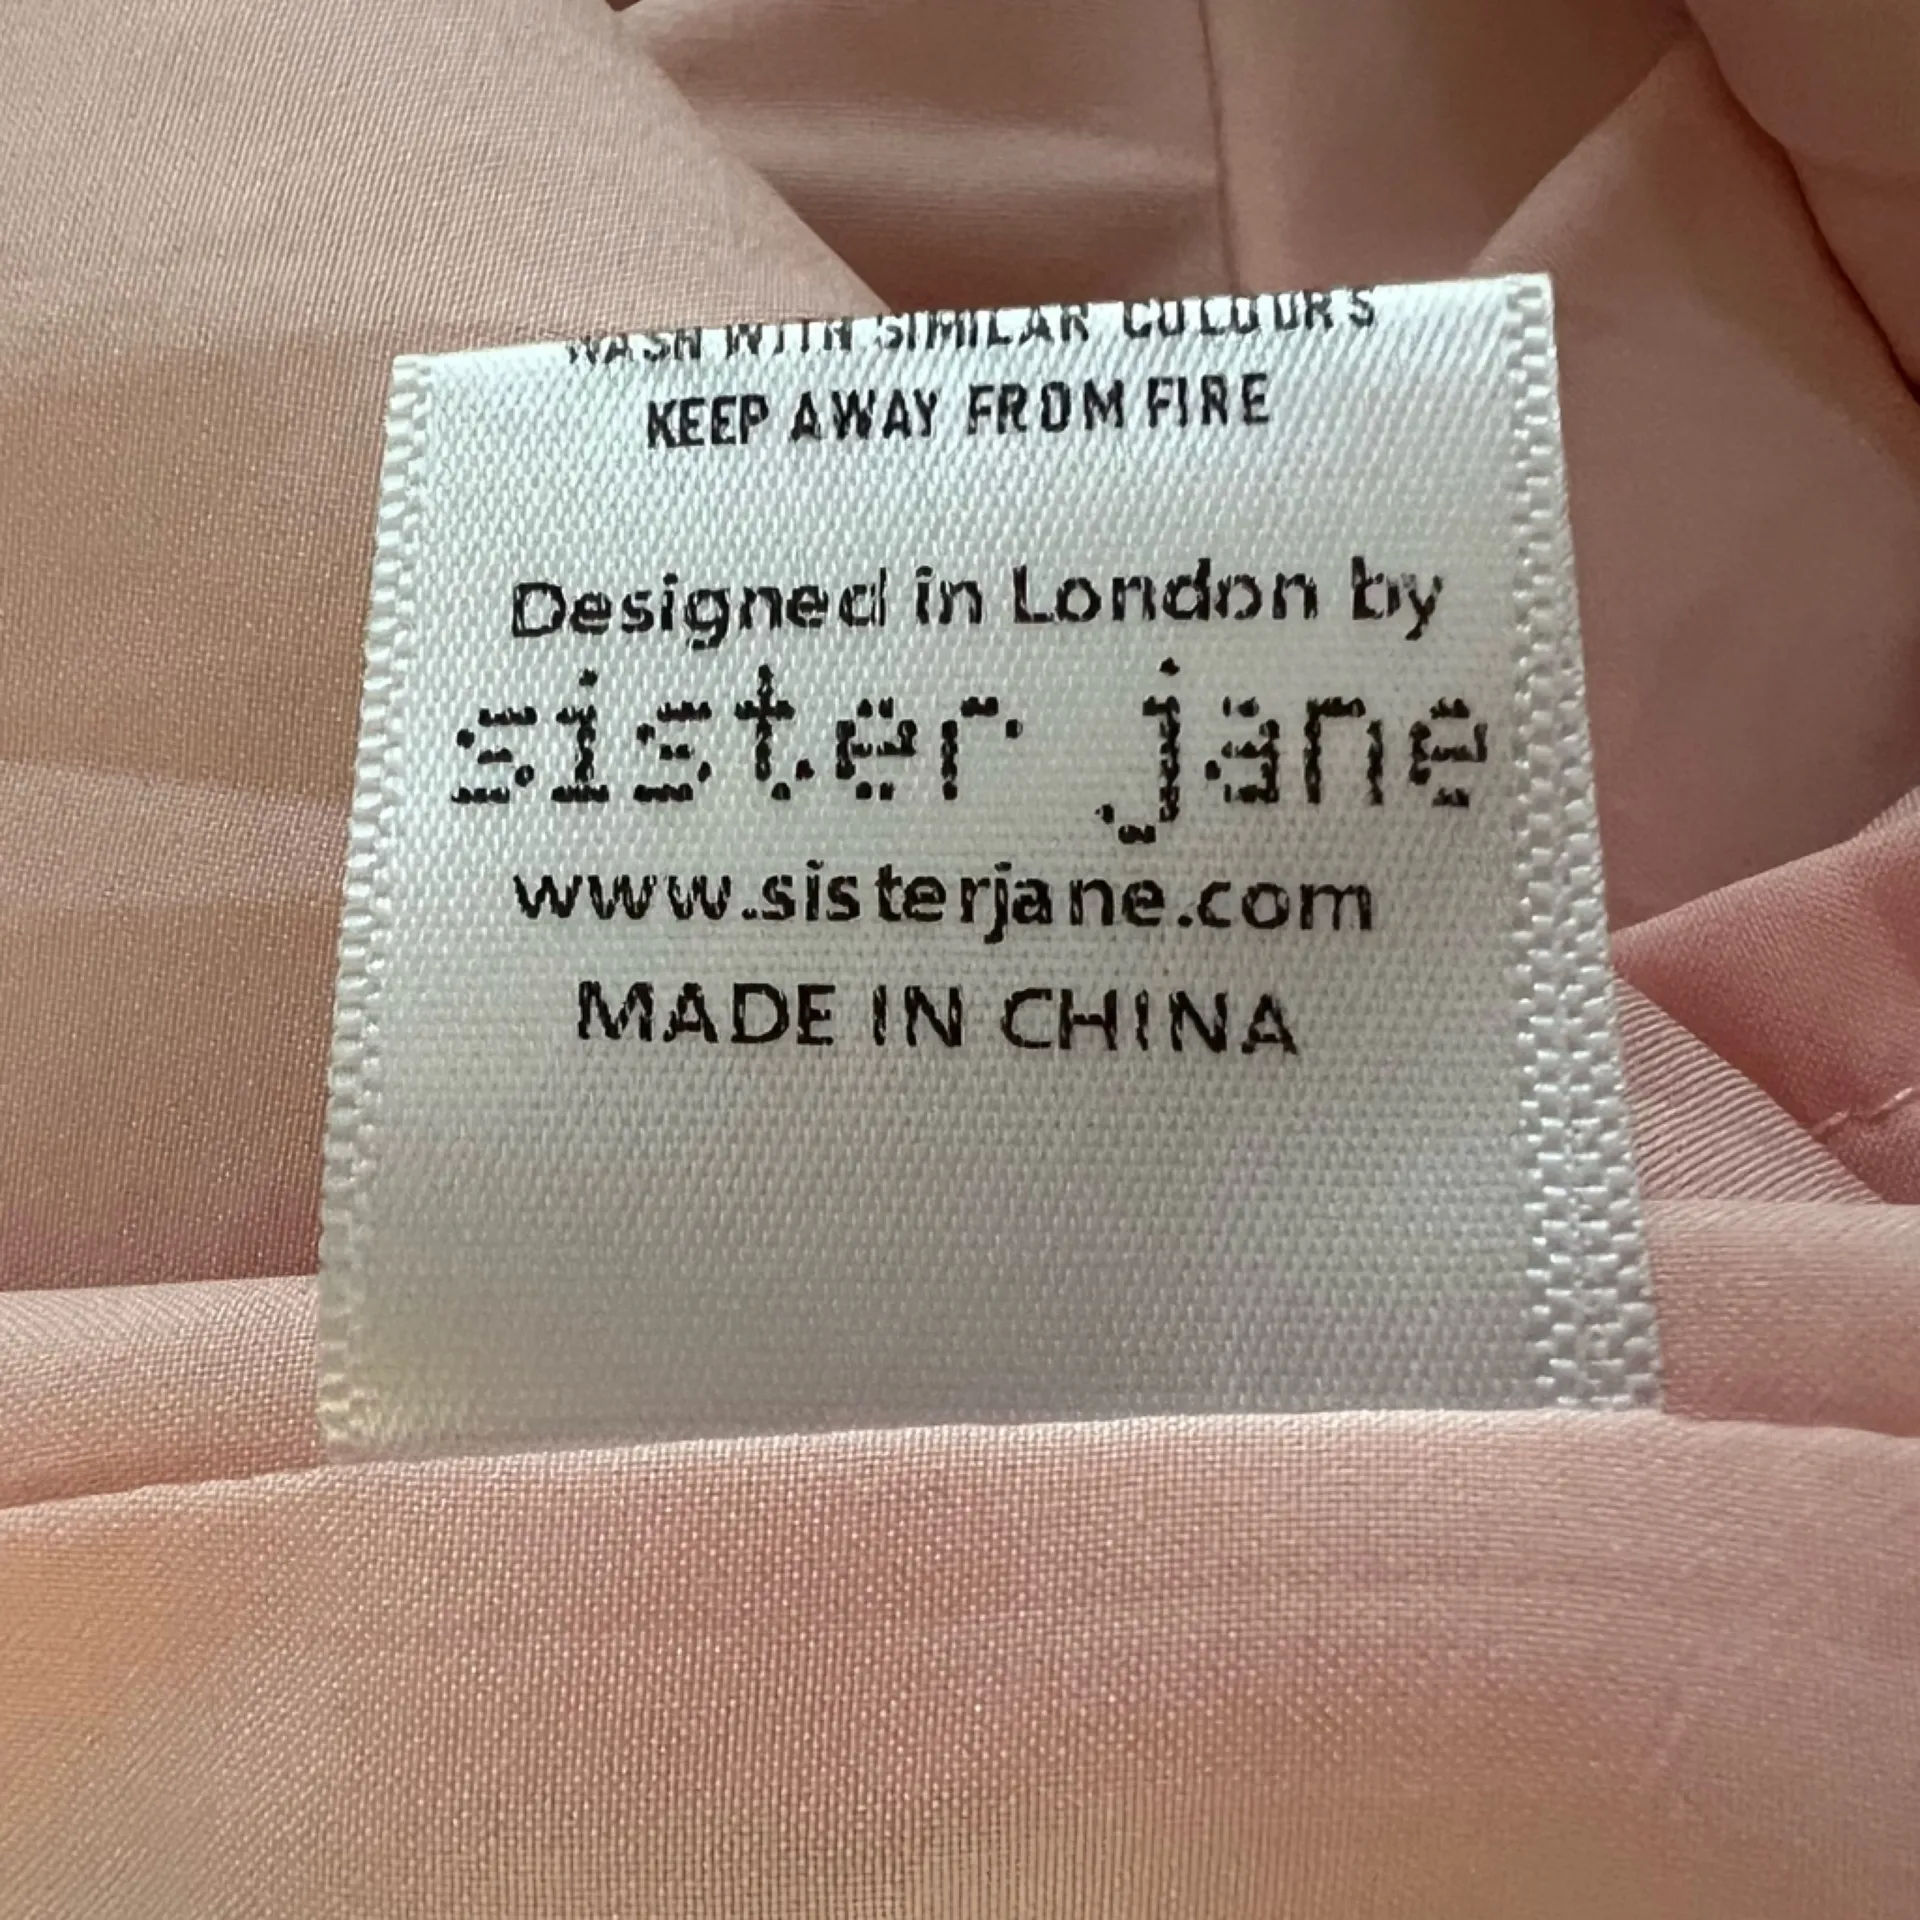 WASH WITH SIMILAR COLOURS
KEEP AWAY FROM FIRE
Designed in London by
sister jane
www.sisterjane.com
MADE IN CHINA